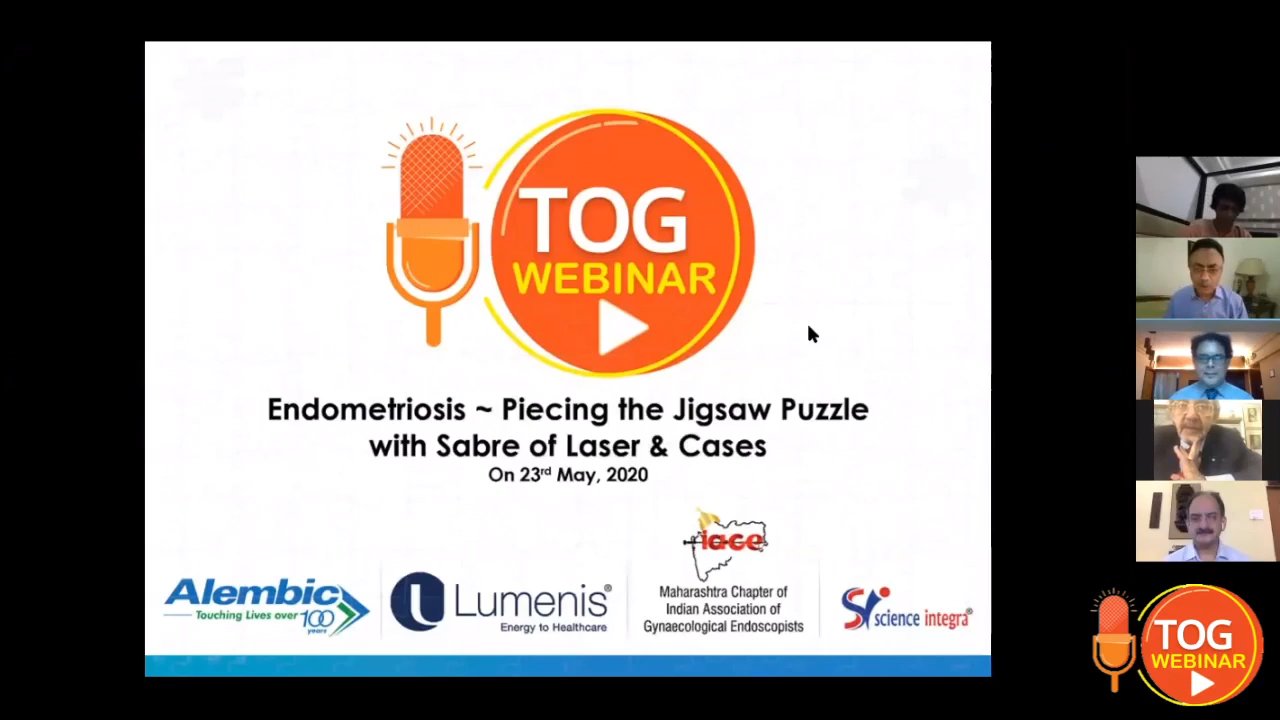 TOG
WEBINAR
Endometriosis ~ Piecing the Jigsaw Puzzle
with Sabre of Laser & Cases
On 23rd May, 2020
Alembic
Touching Lives over 100
years
Lumenis®
Energy to Healthcare
iage
Maharashtra Chapter of
Indian Association of
Gynaecological Endoscopists
Si science integra®
TOG
WEBINAR